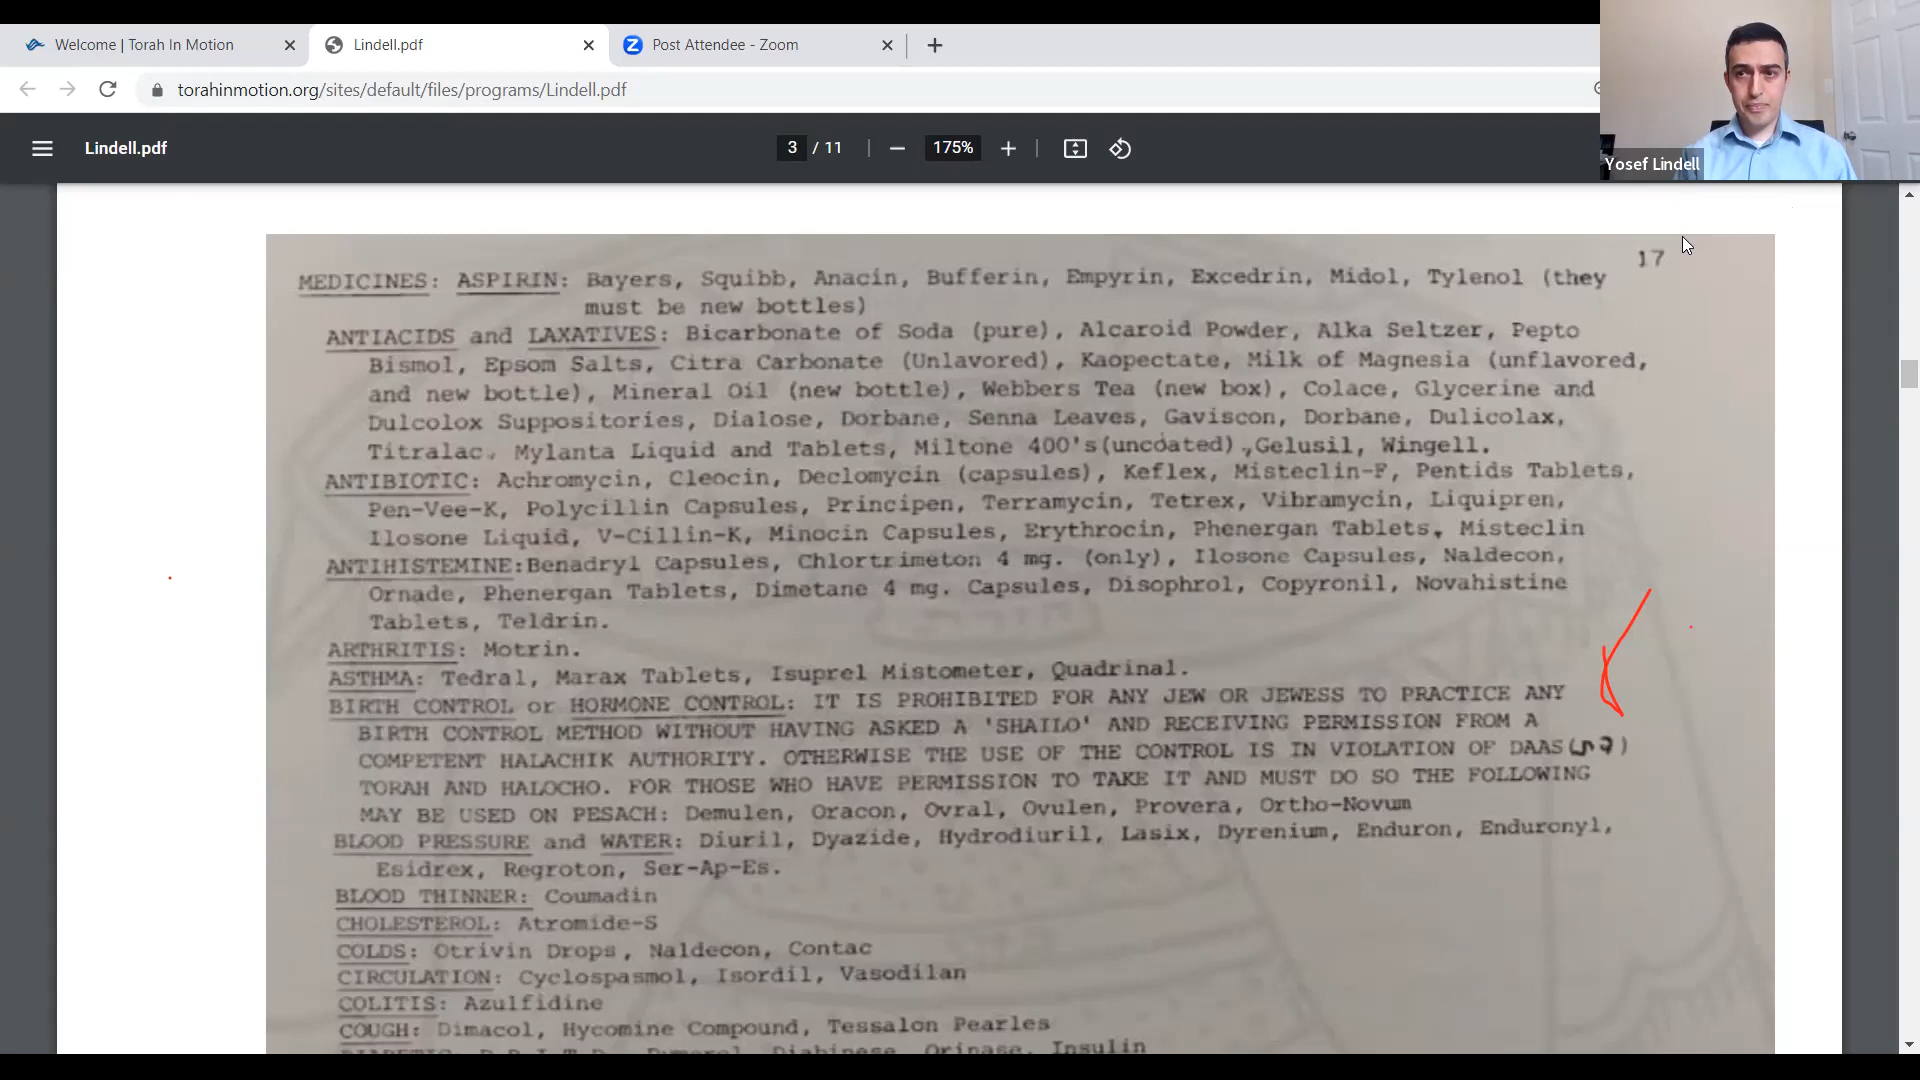 Welcome | Torah In Motion
Lindell.pdf
Post Attendee - Zoom
torahinmotion.org/sites/default/files/programs/Lindell.pdf
Lindell.pdf
3 / 11
175%
Yosef Lindell
17
MEDICINES: ASPIRIN: Bayers, Squibb, Anacin, Bufferin, Empyrin, Excedrin, Midol, Tylenol (they
must be new bottles)
ANTIACIDS and LAXATIVES: Bicarbonate of Soda (pure), Alcaroid Powder, Alka Seltzer, Pepto
Bismol, Epsom Salts, Citra Carbonate (Unlavored), Kaopectate, Milk of Magnesia (unflavored,
and new bottle), Mineral Oil (new bottle), Webbers Tea (new box), Colace, Glycerine and
Dulcolox Suppositories, Dialose, Dorbane, Senna Leaves, Gaviscon, Dorbane, Dulicolax,
Titralac, Mylanta Liquid and Tablets, Miltone 400's(uncoated),Gelusil, Wingell.
ANTIBIOTIC: Achromycin, Cleocin, Declomycin (capsules), Keflex, Misteclin-F, Pentids Tablets,
Pen-Vee-K, Polycillin Capsules, Principen, Terramycin, Tetrex, Vibramycin, Liquipren,
Ilosone Liquid, V-Cillin-K, Minocin Capsules, Erythrocin, Phenergan Tablets, Misteclin
ANTIHISTEMINE:Benadryl Capsules, Chlortrimeton 4 mg. (only), Ilosone Capsules, Naldecon,
Ornade, Phenergan Tablets, Dimetane 4 mg. Capsules, Disophrol, Copyronil, Novahistine
Tablets, Teldrin.
ARTHRITIS: Motrin.
ASTHMA: Tedral, Marax Tablets, Isuprel Mistometer, Quadrinal.
BIRTH CONTROL or HORMONE CONTROL: IT IS PROHIBITED FOR ANY JEW OR JEWESS TO PRACTICE ANY
BIRTH CONTROL METHOD WITHOUT HAVING ASKED A 'SHAILO' AND RECEIVING PERMISSION FROM A
COMPETENT HALACHIK AUTHORITY. OTHERWISE THE USE OF THE CONTROL IS IN VIOLATION OF DAAS(דת)
TORAH AND HALOCHO. FOR THOSE WHO HAVE PERMISSION TO TAKE IT AND MUST DO SO THE FOLLOWING
MAY BE USED ON PESACH: Demulen, Oracon, Ovral, Ovulen, Provera, Ortho-Novum
BLOOD PRESSURE and WATER: Diuril, Dyazide, Hydrodiuril, Lasix, Dyrenium, Enduron, Enduronyl,
Esidrex, Regroton, Ser-Ap-Es.
BLOOD THINNER: Coumadin
CHOLESTEROL: Atromide-S
COLDS: Otrivin Drops, Naldecon, Contac
CIRCULATION: Cyclospasmol, Isordil, Vasodilan
COLITIS: Azulfidine
COUGH: Dimacol, Hycomine Compound, Tessalon Pearles
Dymerol, Diabinese, Orinase, Insulin